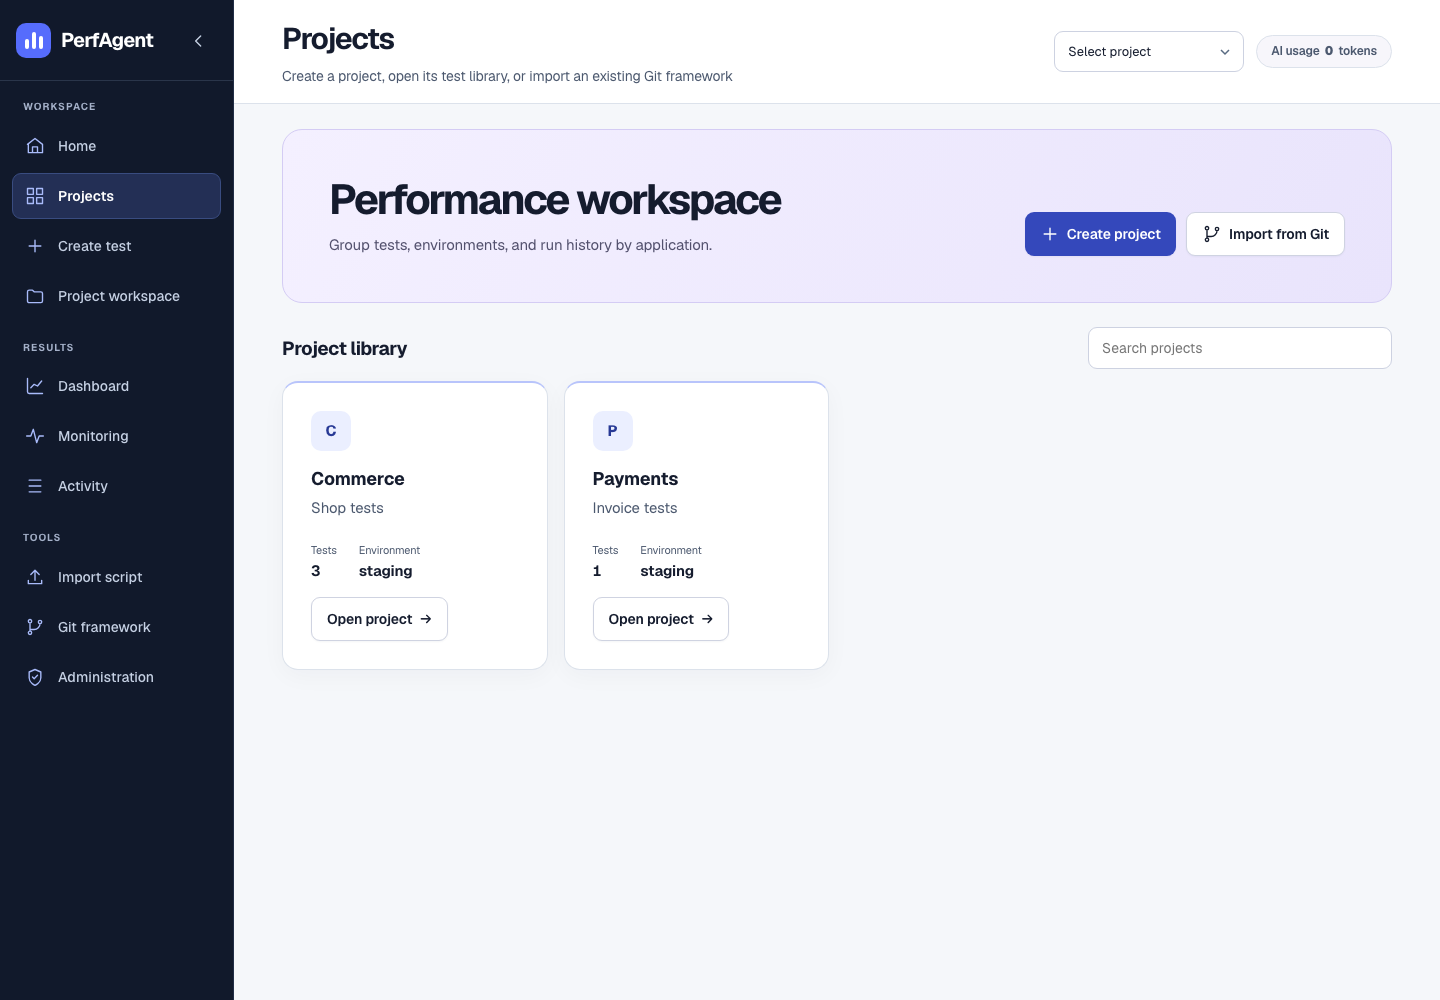 PerfAgent
WORKSPACE
Home
Projects
Create test
Project workspace
RESULTS
Dashboard
Monitoring
Activity
TOOLS
Import script
Git framework
Administration
Projects
Create a project, open its test library, or import an existing Git framework
Select project
AI usage 0 tokens
Performance workspace
Group tests, environments, and run history by application.
Create project
Import from Git
Project library
Search projects
C
Commerce
Shop tests
Tests Environment
3 staging
Open project →
P
Payments
Invoice tests
Tests Environment
1 staging
Open project →